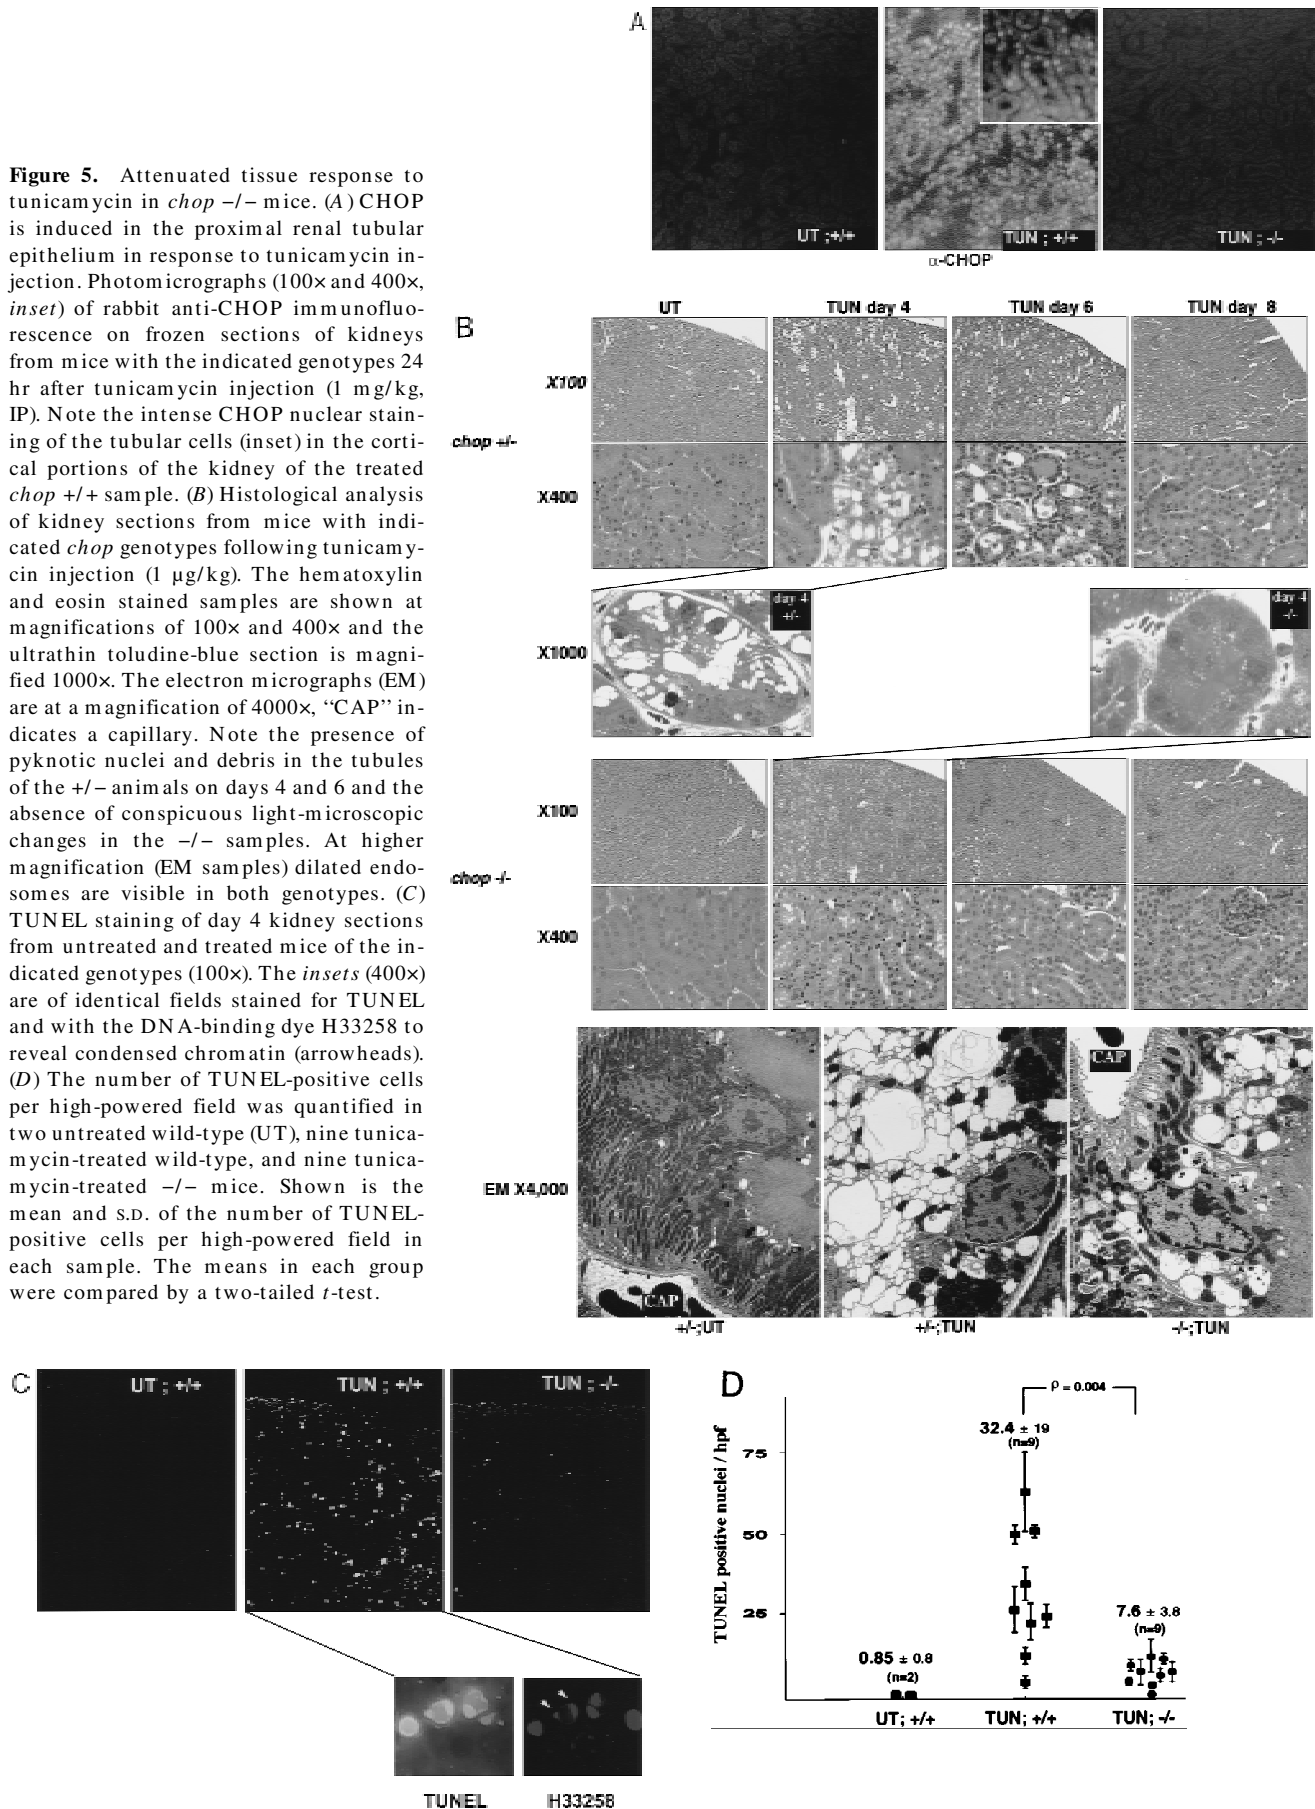 Figure 5. Attenuated tissue response to
tunicamycin in chop −/− mice. (A) CHOP
is induced in the proximal renal tubular
epithelium in response to tunicamycin in-
jection. Photomicrographs (100× and 400×,
inset) of rabbit anti-CHOP immunofluo-
rescence on frozen sections of kidneys
from mice with the indicated genotypes 24
hr after tunicamycin injection (1 mg/kg,
IP). Note the intense CHOP nuclear stain-
ing of the tubular cells (inset) in the corti-
cal portions of the kidney of the treated
chop +/+ sample. (B) Histological analysis
of kidney sections from mice with indi-
cated chop genotypes following tunicamy-
cin injection (1 µg/kg). The hematoxylin
and eosin stained samples are shown at
magnifications of 100× and 400× and the
ultrathin toludine-blue section is magni-
fied 1000×. The electron micrographs (EM)
are at a magnification of 4000×, “CAP” in-
dicates a capillary. Note the presence of
pyknotic nuclei and debris in the tubules
of the +/− animals on days 4 and 6 and the
absence of conspicuous light-microscopic
changes in the −/− samples. At higher
magnification (EM samples) dilated endo-
somes are visible in both genotypes. (C)
TUNEL staining of day 4 kidney sections
from untreated and treated mice of the in-
dicated genotypes (100×). The insets (400×)
are of identical fields stained for TUNEL
and with the DNA-binding dye H33258 to
reveal condensed chromatin (arrowheads).
(D) The number of TUNEL-positive cells
per high-powered field was quantified in
two untreated wild-type (UT), nine tunica-
mycin-treated wild-type, and nine tunica-
mycin-treated −/− mice. Shown is the
mean and S.D. of the number of TUNEL-
positive cells per high-powered field in
each sample. The means in each group
were compared by a two-tailed t-test.
A
UT ;+/+
TUN ; +/+
TUN ; -/-
α-CHOP
B
UT
TUN day 4
TUN day 6
TUN day 8
X100
chop +/-
X400
day 4
+/-
day 4
-/-
X1000
X100
chop -/-
X400
CAP
CAP
EM X4,000
+/-;UT
+/-;TUN
-/-;TUN
C
UT ; +/+
TUN ; +/+
TUN ; -/-
TUNEL
H33258
D
ρ = 0.004
32.4 ± 19
(n=9)
75
50
25
TUNEL positive nuclei / hpf
7.6 ± 3.8
(n=9)
0.85 ± 0.8
(n=2)
UT; +/+
TUN; +/+
TUN; -/-